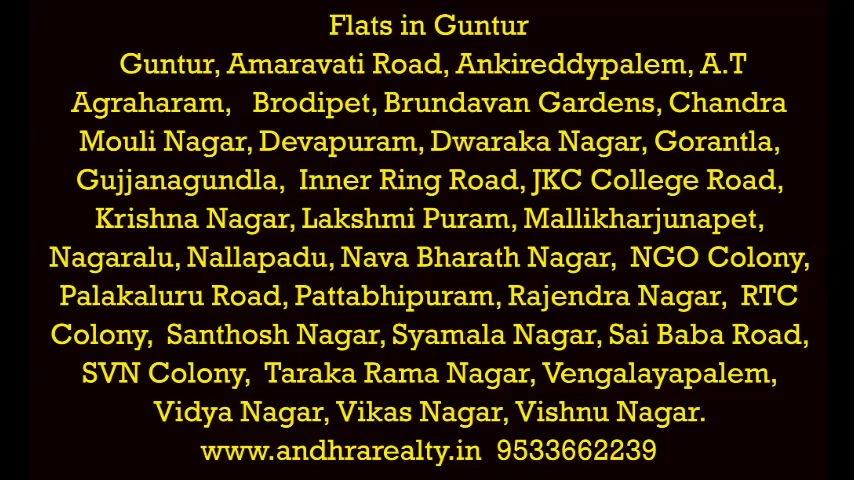 Flats in Guntur
Guntur, Amaravati Road, Ankireddypalem, A.T
Agraharam, Brodipet, Brundavan Gardens, Chandra
Mouli Nagar, Devapuram, Dwaraka Nagar, Gorantla,
Gujjanagundla, Inner Ring Road, JKC College Road,
Krishna Nagar, Lakshmi Puram, Mallikharjunapet,
Nagaralu, Nallapadu, Nava Bharath Nagar, NGO Colony,
Palakaluru Road, Pattabhipuram, Rajendra Nagar, RTC
Colony, Santhosh Nagar, Syamala Nagar, Sai Baba Road,
SVN Colony, Taraka Rama Nagar, Vengalayapalem,
Vidya Nagar, Vikas Nagar, Vishnu Nagar.
www.andhrarealty.in 9533662239